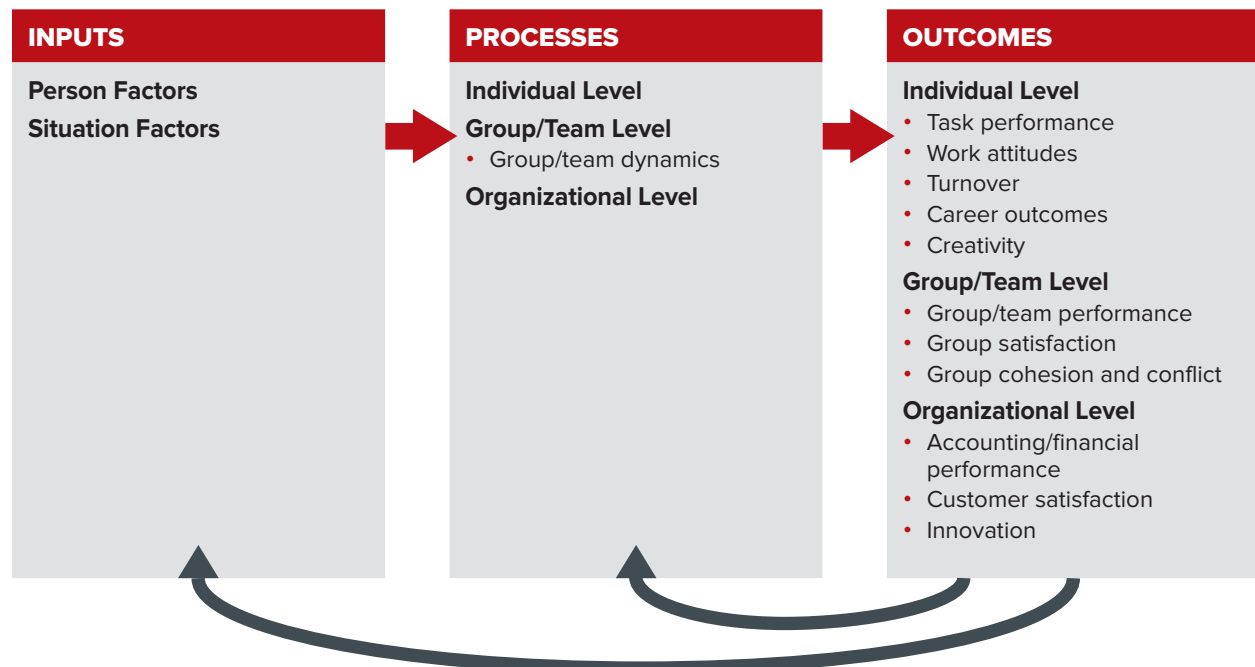 INPUTS
Person Factors
Situation Factors
PROCESSES
Individual Level
Group/Team Level
• Group/team dynamics
Organizational Level
OUTCOMES
Individual Level
• Task performance
• Work attitudes
• Turnover
• Career outcomes
• Creativity
Group/Team Level
• Group/team performance
• Group satisfaction
• Group cohesion and conflict
Organizational Level
• Accounting/financial
performance
• Customer satisfaction
• Innovation